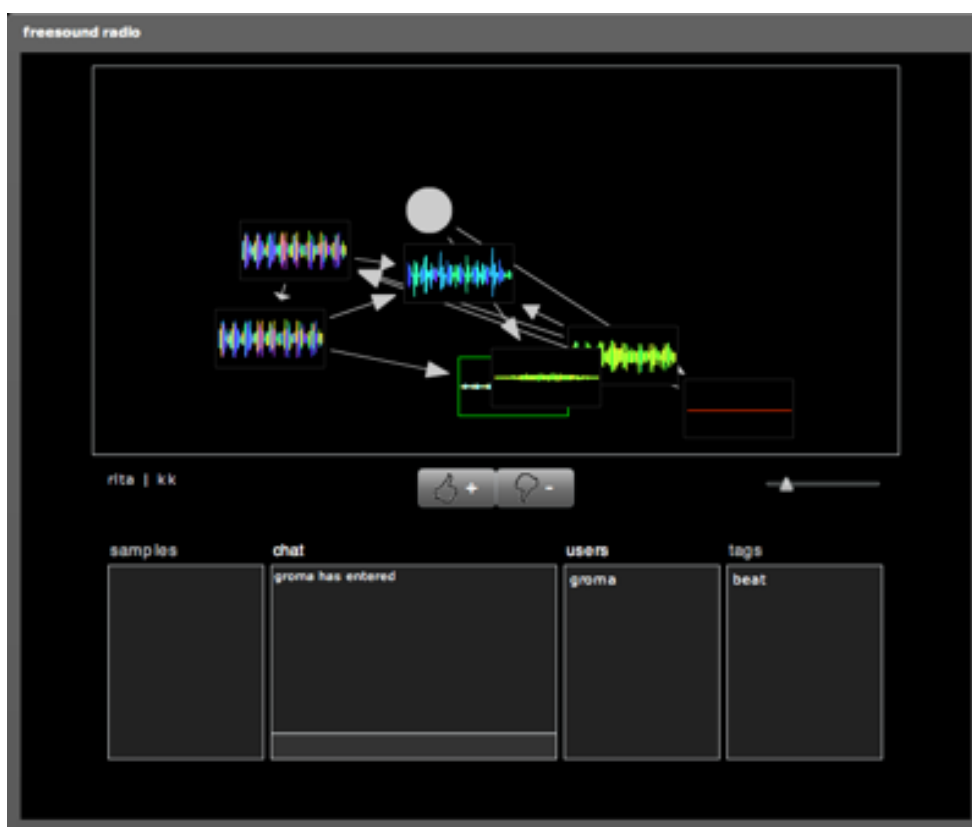 freesound radio
rita | kk
+ -
samples chat users tags
groma has entered groma beat